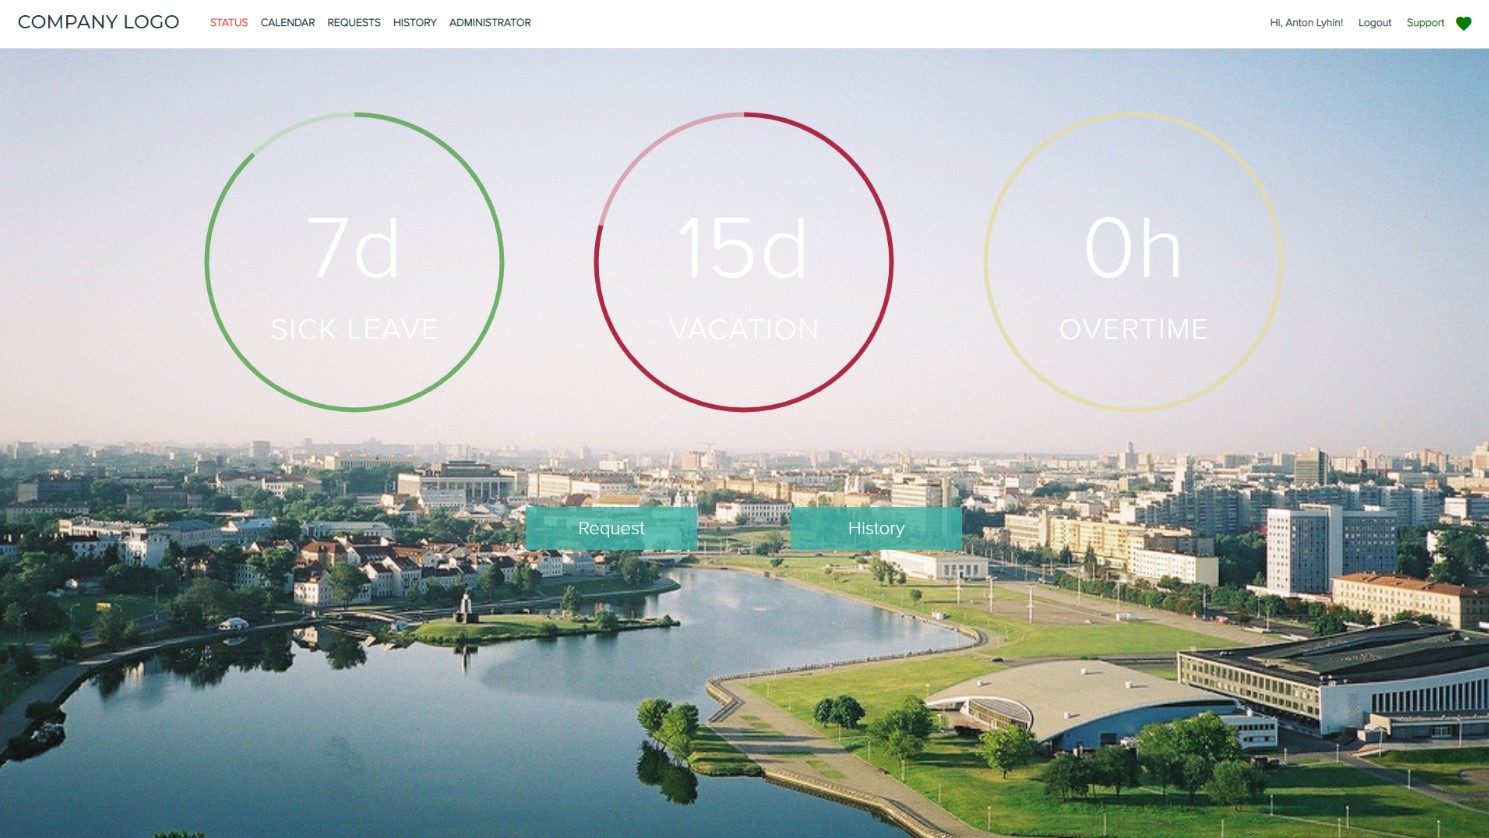 COMPANY LOGO STATUS CALENDAR REQUESTS HISTORY ADMINISTRATOR Hi, Anton Lyhin! Logout Support
7d 15d 0h
SICK LEAVE VACATION OVERTIME
Request History